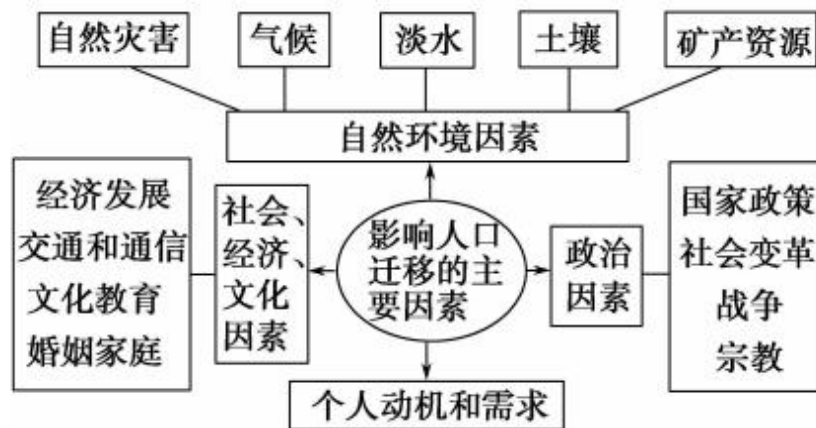 自然灾害
气候
淡水
土壤
矿产资源
自然环境因素
经济发展
交通和通信
文化教育
婚姻家庭
社会、
经济、
文化
因素
影响人口
迁移的主
要因素
政治
因素
国家政策
社会变革
战争
宗教
个人动机和需求